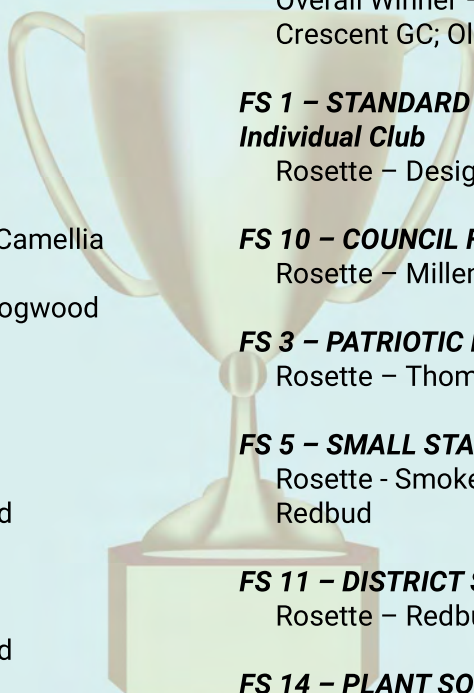 Overall Winner –
Crescent GC; Ol
FS 1 – STANDARD
Individual Club
Rosette – Desig
Camellia
FS 10 – COUNCIL
Rosette – Miller
ogwood
FS 3 – PATRIOTIC
Rosette – Thom
FS 5 – SMALL STA
Rosette - Smoke
d
Redbud
FS 11 – DISTRICT
Rosette – Redbu
d
FS 14 – PLANT SO